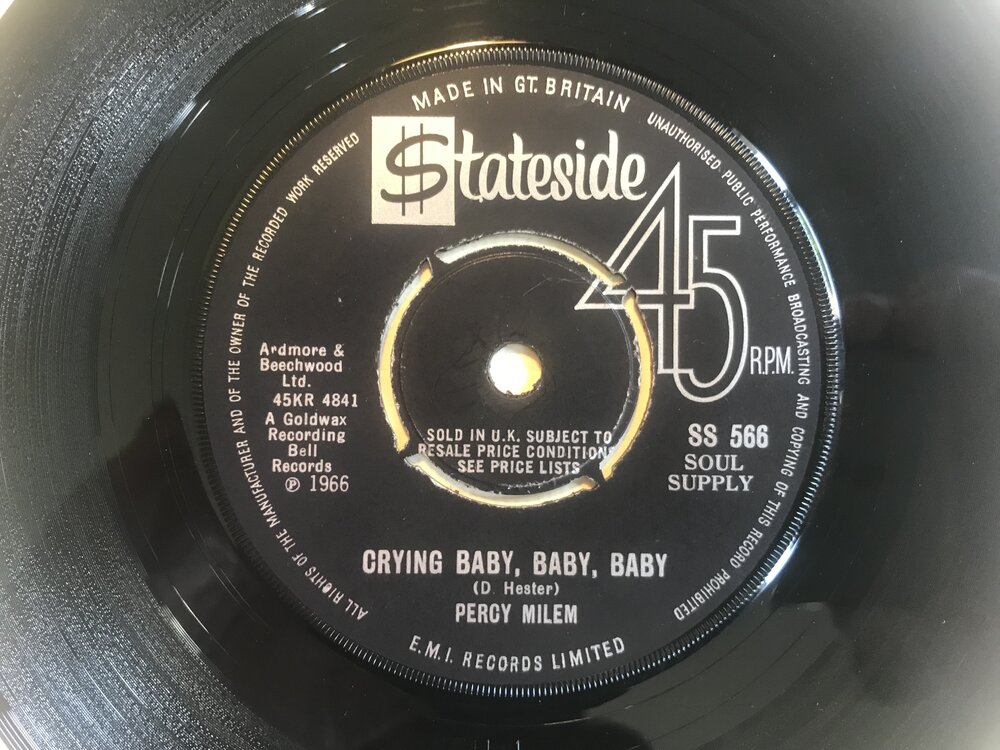 MADE IN GT. BRITAIN
$tateside
45
R.P.M.
UNAUTHORISED PUBLIC PERFORMANCE BROADCASTING AND COPYING OF THIS RECORD PROHIBITED
ALL RIGHTS OF THE MANUFACTURER AND OF THE OWNER OF THE RECORDED WORK RESERVED
Ardmore &
Beechwood
Ltd.
45KR 4841
A Goldwax
Recording
Bell
Records
℗ 1966
SOLD IN U.K. SUBJECT TO
RESALE PRICE CONDITIONS
SEE PRICE LISTS
SS 566
SOUL
SUPPLY
CRYING BABY, BABY, BABY
(D. Hester)
PERCY MILEM
E.M.I. RECORDS LIMITED